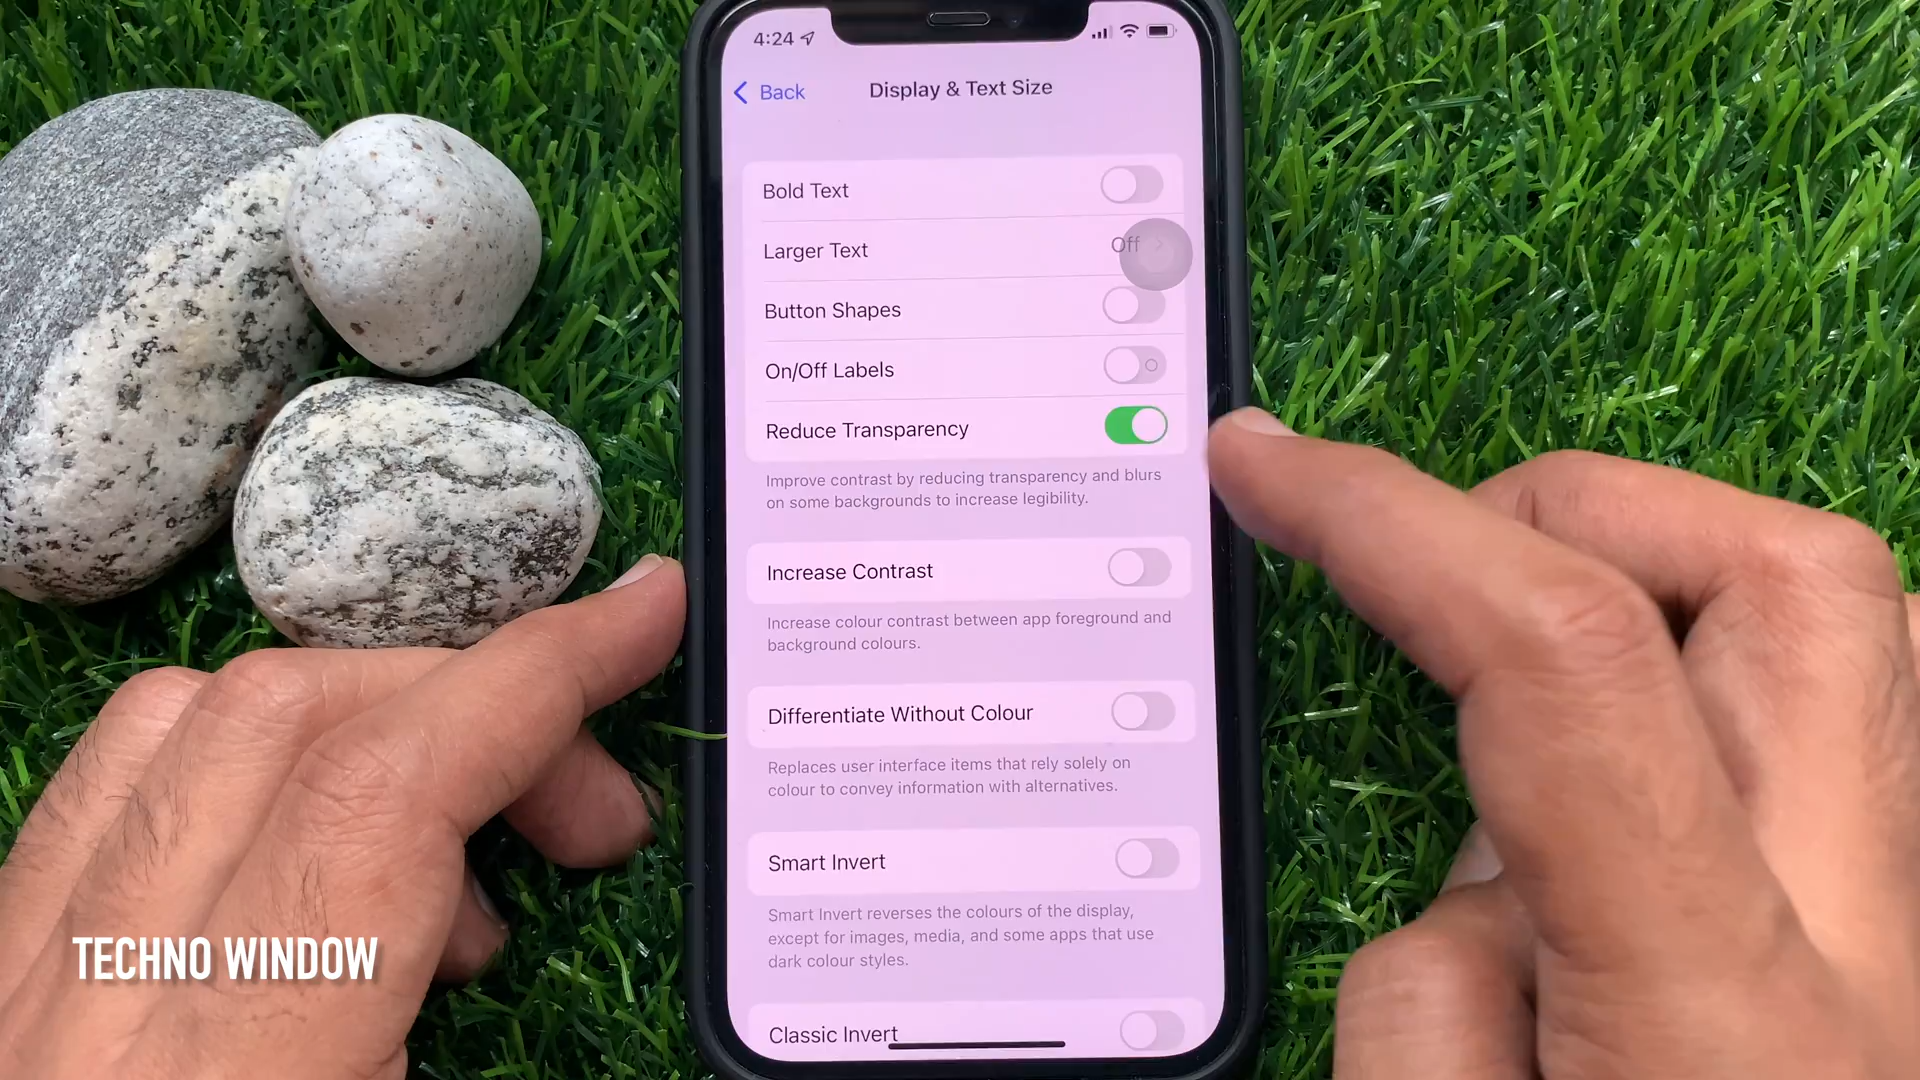 4:24
Back
Display & Text Size
Bold Text
Larger Text Off
Button Shapes
On/Off Labels
Reduce Transparency
Improve contrast by reducing transparency and blurs
on some backgrounds to increase legibility.
Increase Contrast
Increase colour contrast between app foreground and
background colours.
Differentiate Without Colour
Replaces user interface items that rely solely on
colour to convey information with alternatives.
Smart Invert
Smart Invert reverses the colours of the display,
except for images, media, and some apps that use
dark colour styles.
Classic Invert
TECHNO WINDOW